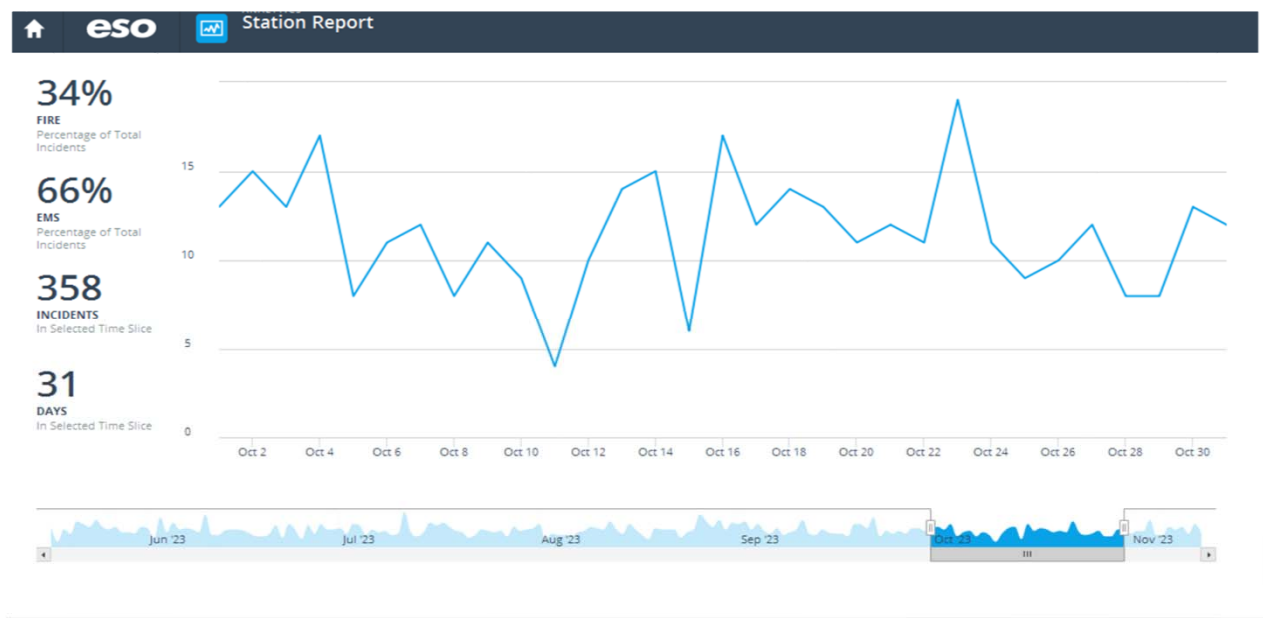 eso
Station Report
34%
FIRE
Percentage of Total
Incidents
66%
EMS
Percentage of Total
Incidents
358
INCIDENTS
In Selected Time Slice
31
DAYS
In Selected Time Slice
15
10
5
0
Oct 2 Oct 4 Oct 6 Oct 8 Oct 10 Oct 12 Oct 14 Oct 16 Oct 18 Oct 20 Oct 22 Oct 24 Oct 26 Oct 28 Oct 30
Jun '23 Jul '23 Aug '23 Sep '23 Oct '23 Nov '23